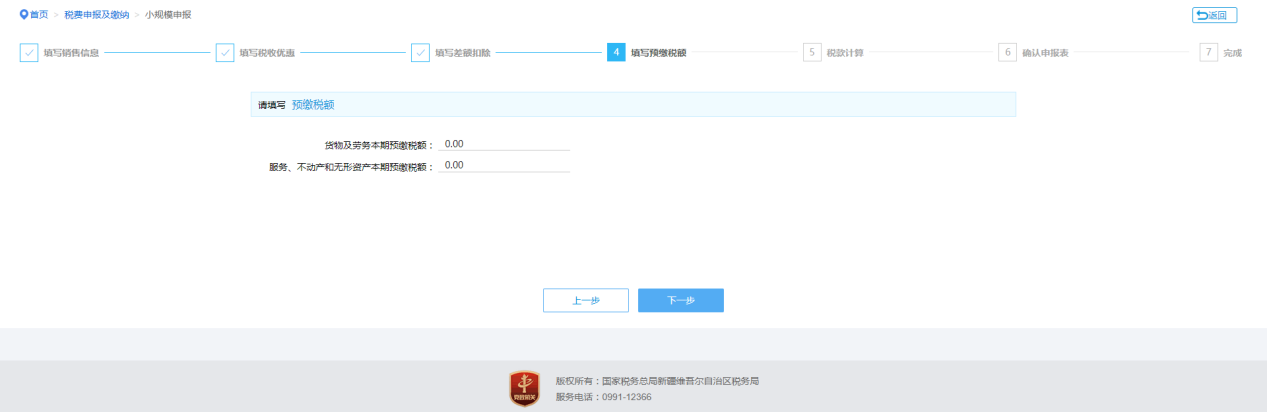 首页 > 税费申报及缴纳 > 小规模申报
返回
填写销售信息
填写税收优惠
填写差额扣除
4 填写预缴税额
5 税款计算
6 确认申报表
7 完成
请填写 预缴税额
货物及劳务本期预缴税额： 0.00
服务、不动产和无形资产本期预缴税额： 0.00
上一步
下一步
党政机关
版权所有：国家税务总局新疆维吾尔自治区税务局
服务电话：0991-12366